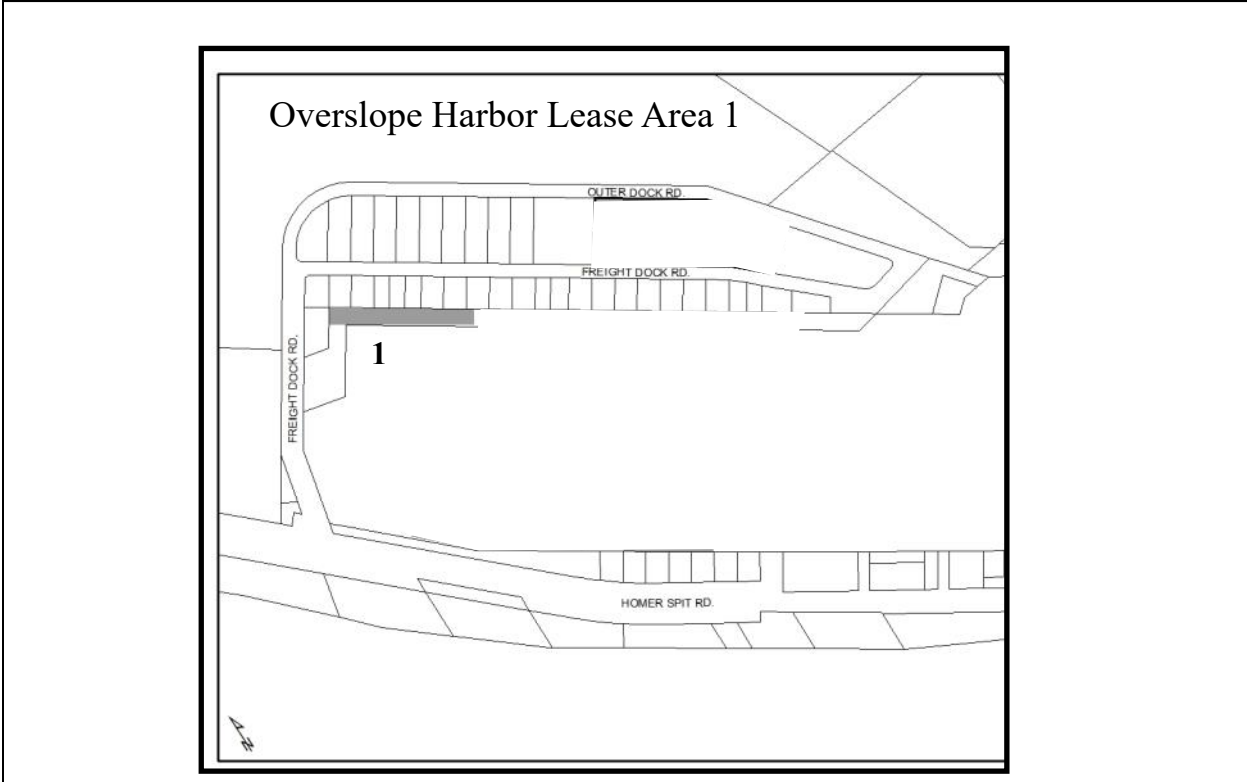 Overslope Harbor Lease Area 1
OUTER DOCK RD.
FREIGHT DOCK RD.
FREIGHT DOCK RD.
1
HOMER SPIT RD.
N